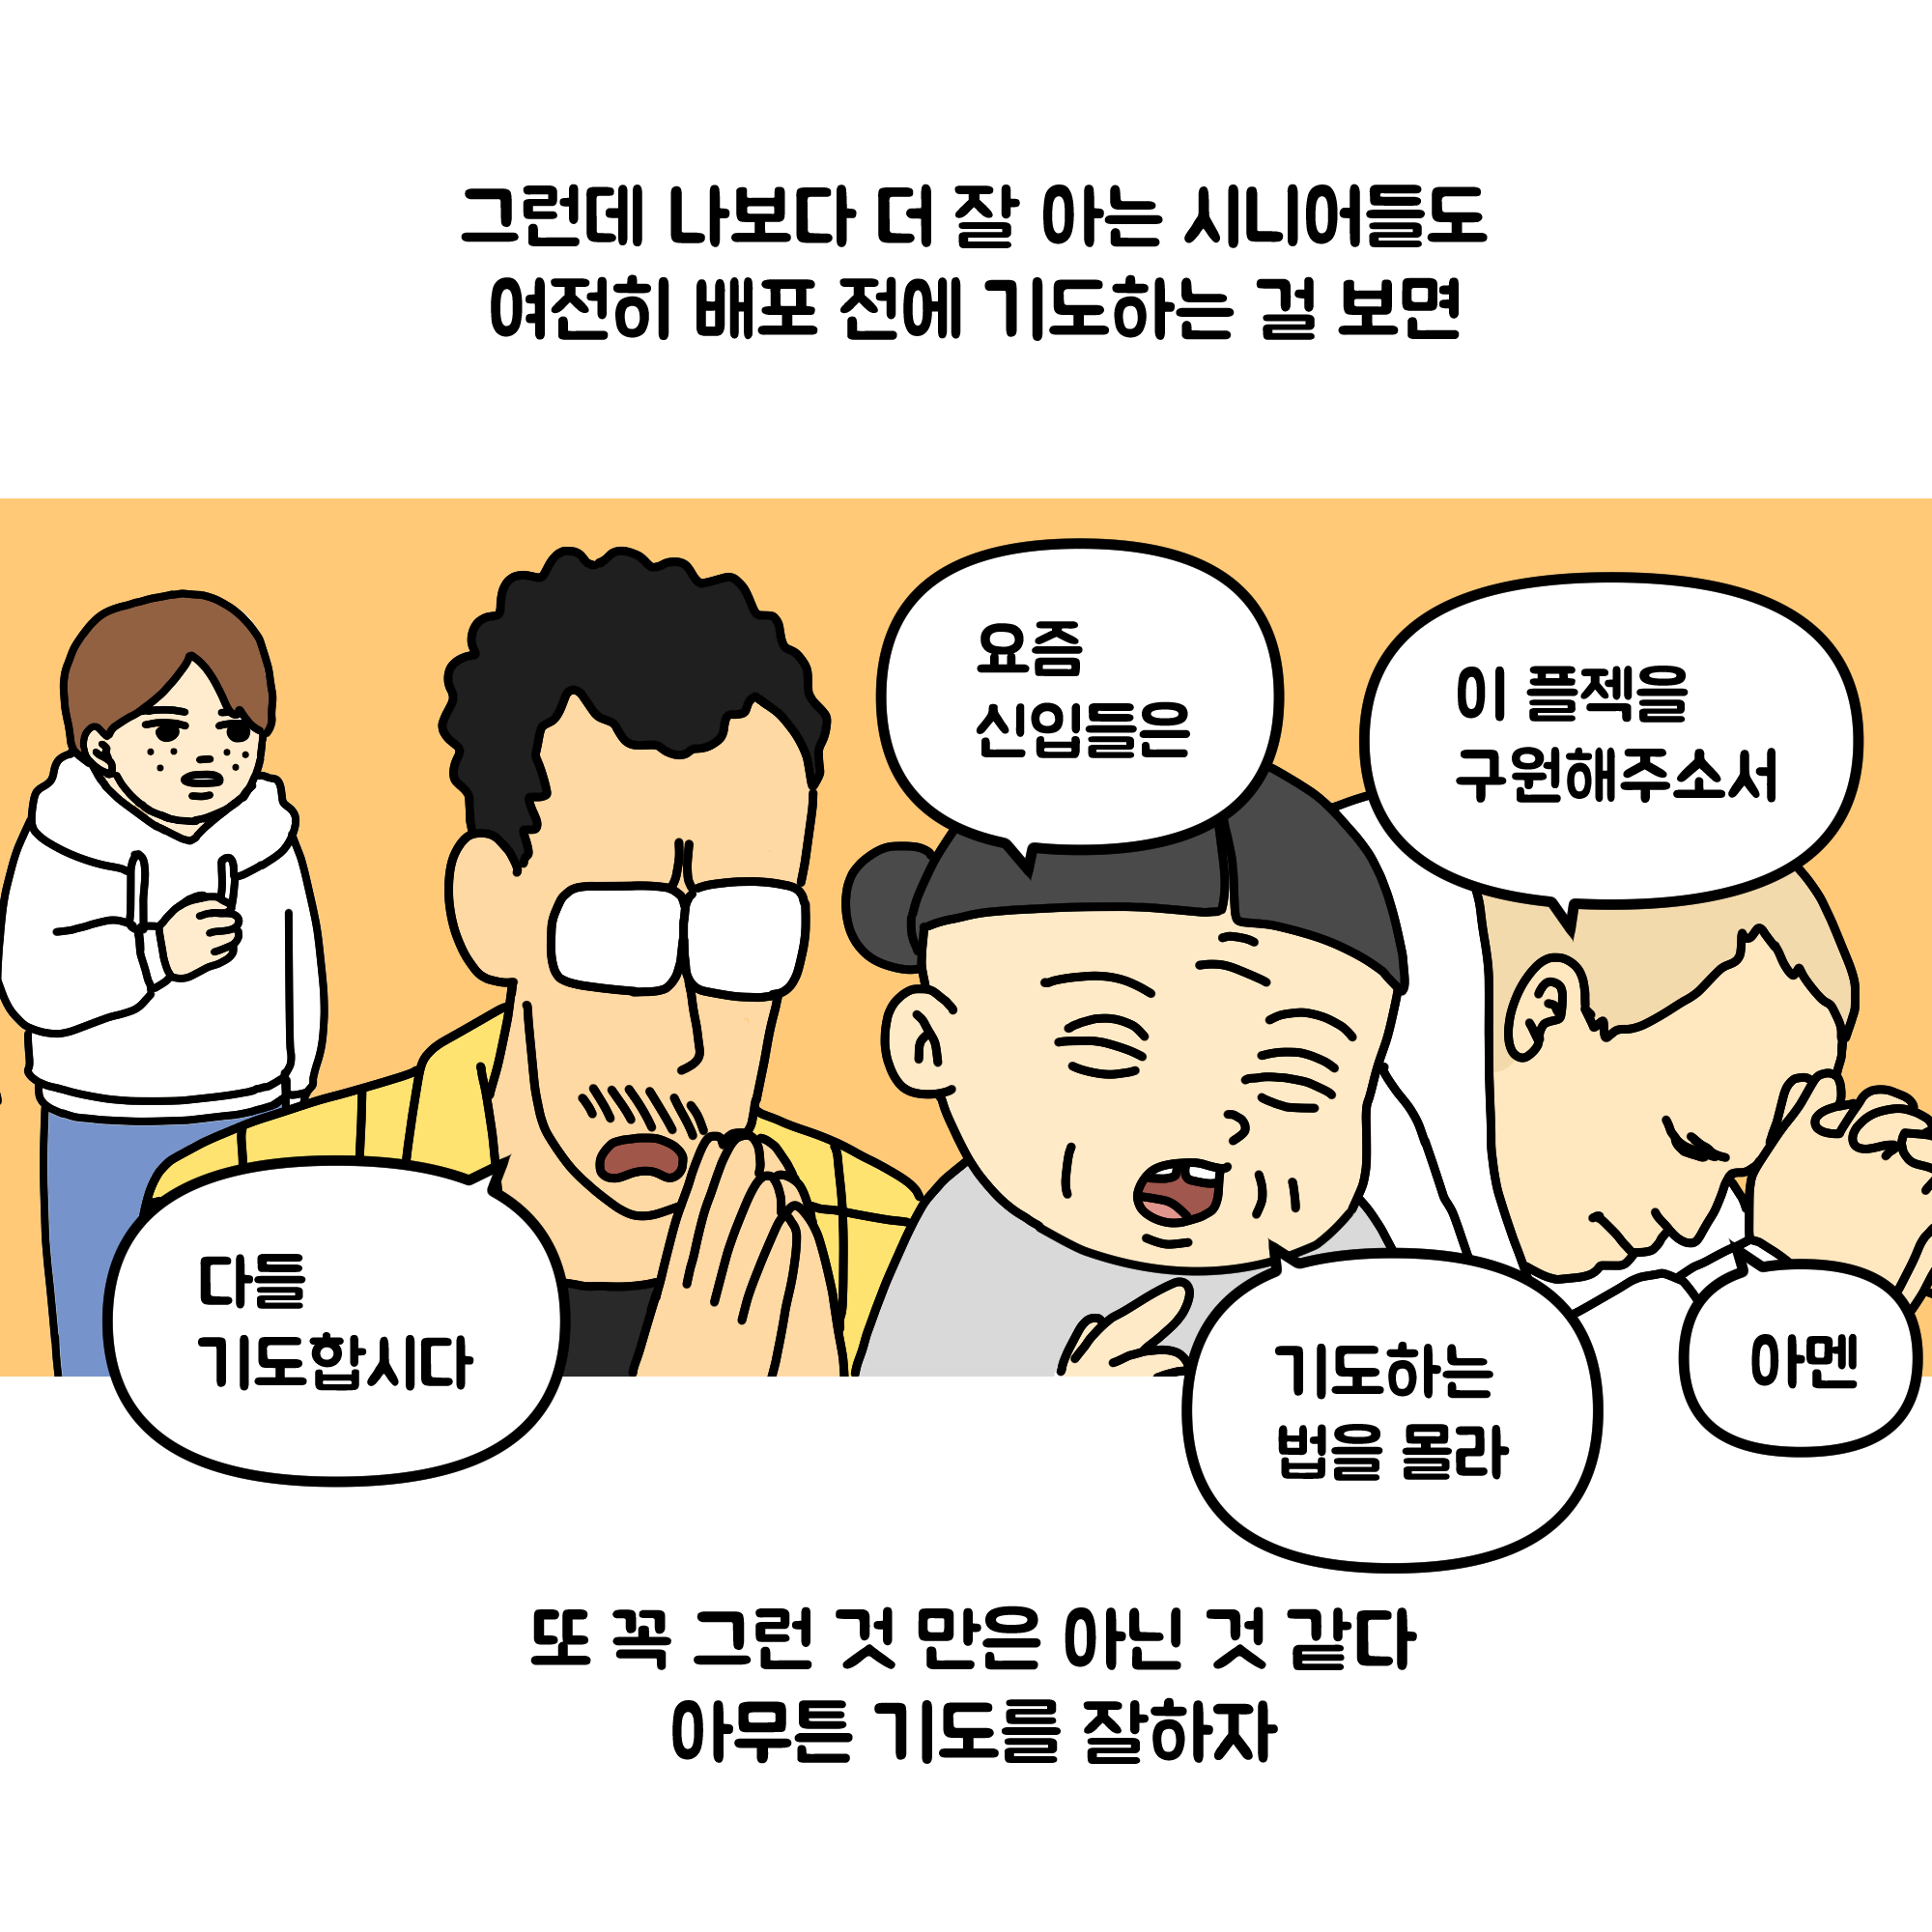 그런데 나보다 더 잘 아는 시니어들도
여전히 배포 전에 기도하는 걸 보면
요즘
신입들은
이 플젝을
구원해주소서
다들
기도합시다
기도하는
법을 몰라
아멘
또 꼭 그런 것 만은 아닌 것 같다
아무튼 기도를 잘하자